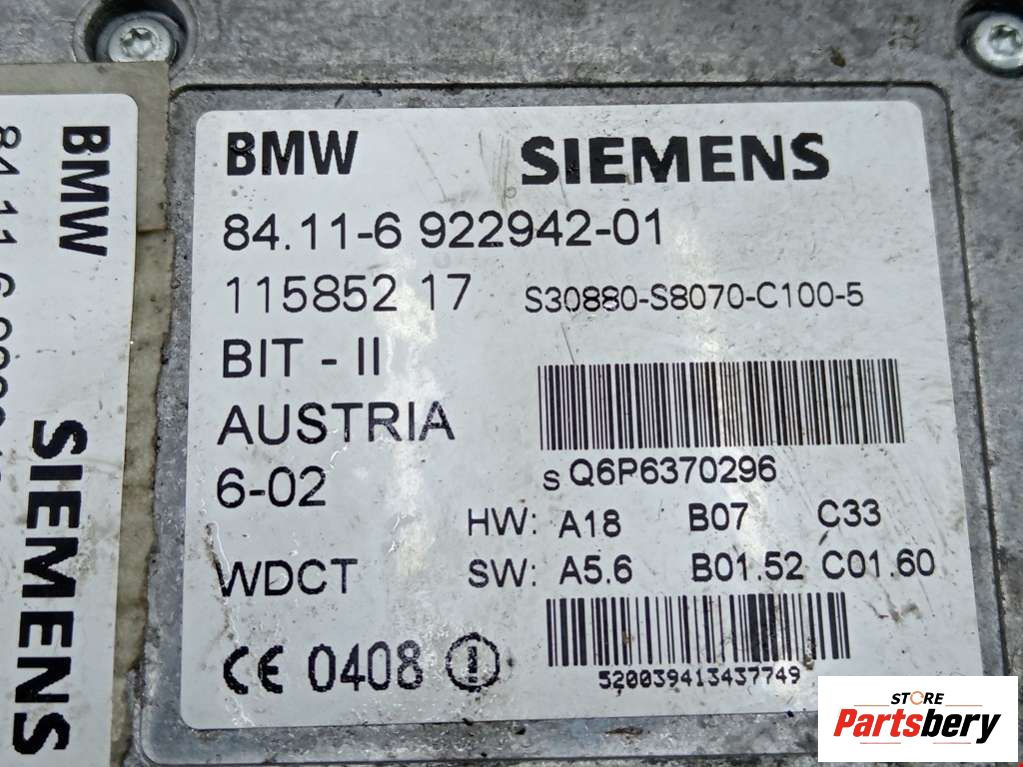 BMW SIEMENS
84.11-6 922942-01
115852 17 S30880-S8070-C100-5
BIT - II
AUSTRIA
S Q6P6370296
6-02
HW: A18 B07 C33
WDCT SW: A5.6 B01.52 C01.60
CE 0408
520039413437749
BMW SIEMENS
84.11
STORE
Partsbery